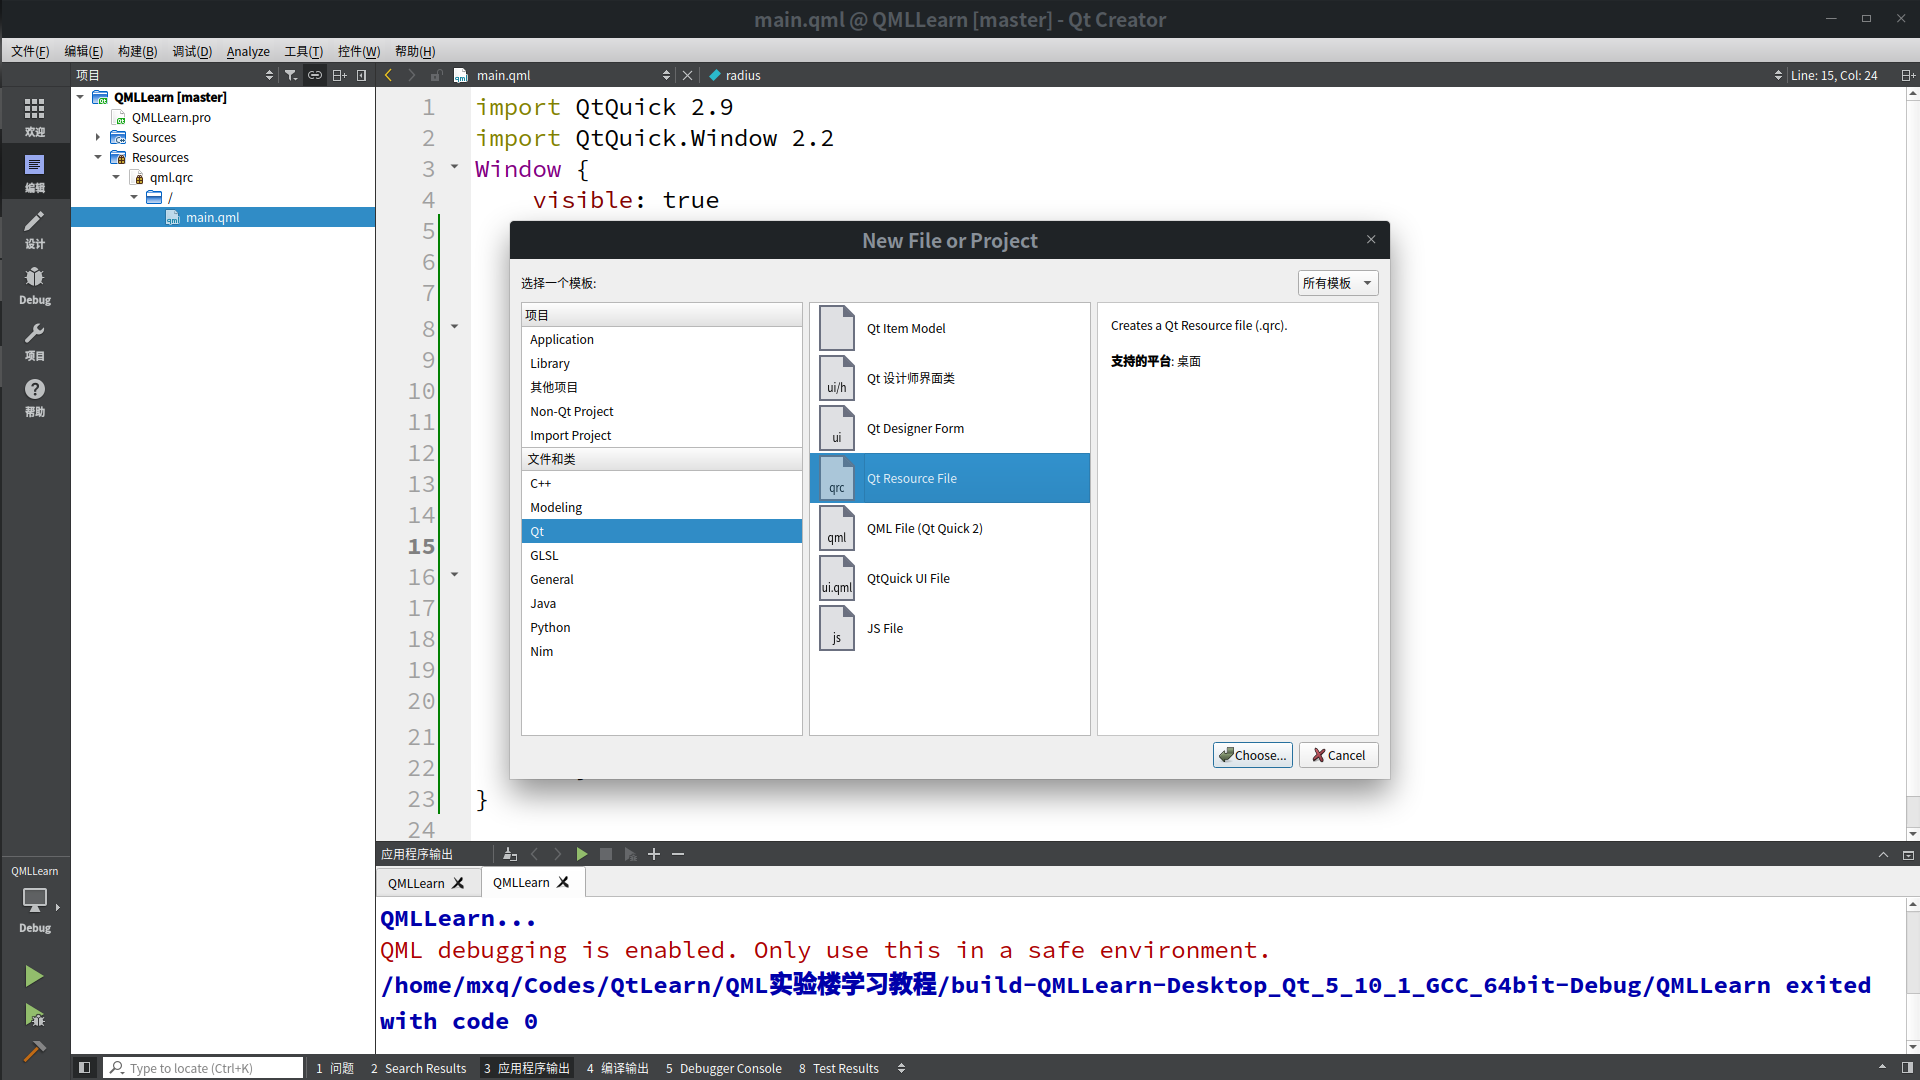 main.qml @ QMLLearn [master] - Qt Creator
文件(F) 编辑(E) 构建(B) 调试(D) Analyze 工具(T) 控件(W) 帮助(H)
项目
main.qml
radius
Line: 15, Col: 24
欢迎
编辑
设计
Debug
项目
帮助
QMLLearn
Debug
QMLLearn [master]
QMLLearn.pro
Sources
Resources
qml.qrc
/
main.qml
1 import QtQuick 2.9
2 import QtQuick.Window 2.2
3 Window {
4 visible: true
5
6
7
8
9
10
11
12
13
14
15
16
17
18
19
20
21
22
23 }
24
New File or Project
选择一个模板:
所有模板
项目
Application
Library
其他项目
Non-Qt Project
Import Project
文件和类
C++
Modeling
Qt
GLSL
General
Java
Python
Nim
Qt Item Model
ui/h Qt 设计师界面类
ui Qt Designer Form
qrc Qt Resource File
qml QML File (Qt Quick 2)
ui.qml QtQuick UI File
js JS File
Creates a Qt Resource file (.qrc).
支持的平台: 桌面
Choose...
Cancel
应用程序输出
QMLLearn
QMLLearn
QMLLearn...
QML debugging is enabled. Only use this in a safe environment.
/home/mxq/Codes/QtLearn/QML实验楼学习教程/build-QMLLearn-Desktop_Qt_5_10_1_GCC_64bit-Debug/QMLLearn exited
with code 0
Type to locate (Ctrl+K)
1 问题 2 Search Results 3 应用程序输出 4 编译输出 5 Debugger Console 8 Test Results